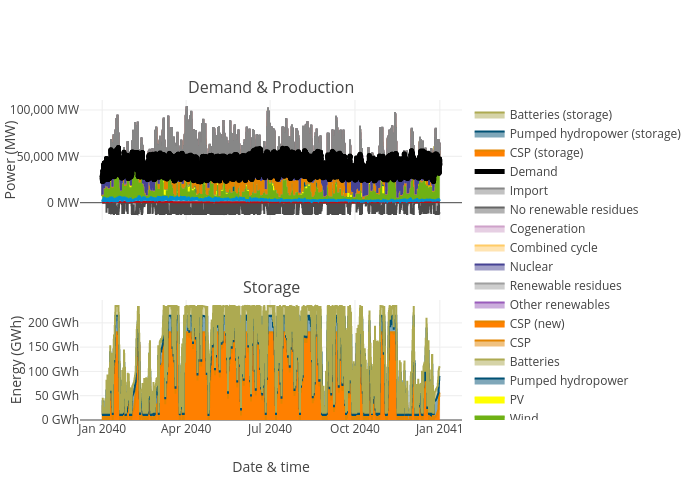 Demand & Production
100,000 MW
50,000 MW
0 MW
Power (MW)
Storage
200 GWh
150 GWh
100 GWh
50 GWh
0 GWh
Energy (GWh)
Jan 2040
Apr 2040
Jul 2040
Oct 2040
Jan 2041
Date & time
Batteries (storage)
Pumped hydropower (storage)
CSP (storage)
Demand
Import
No renewable residues
Cogeneration
Combined cycle
Nuclear
Renewable residues
Other renewables
CSP (new)
CSP
Batteries
Pumped hydropower
PV
Wind